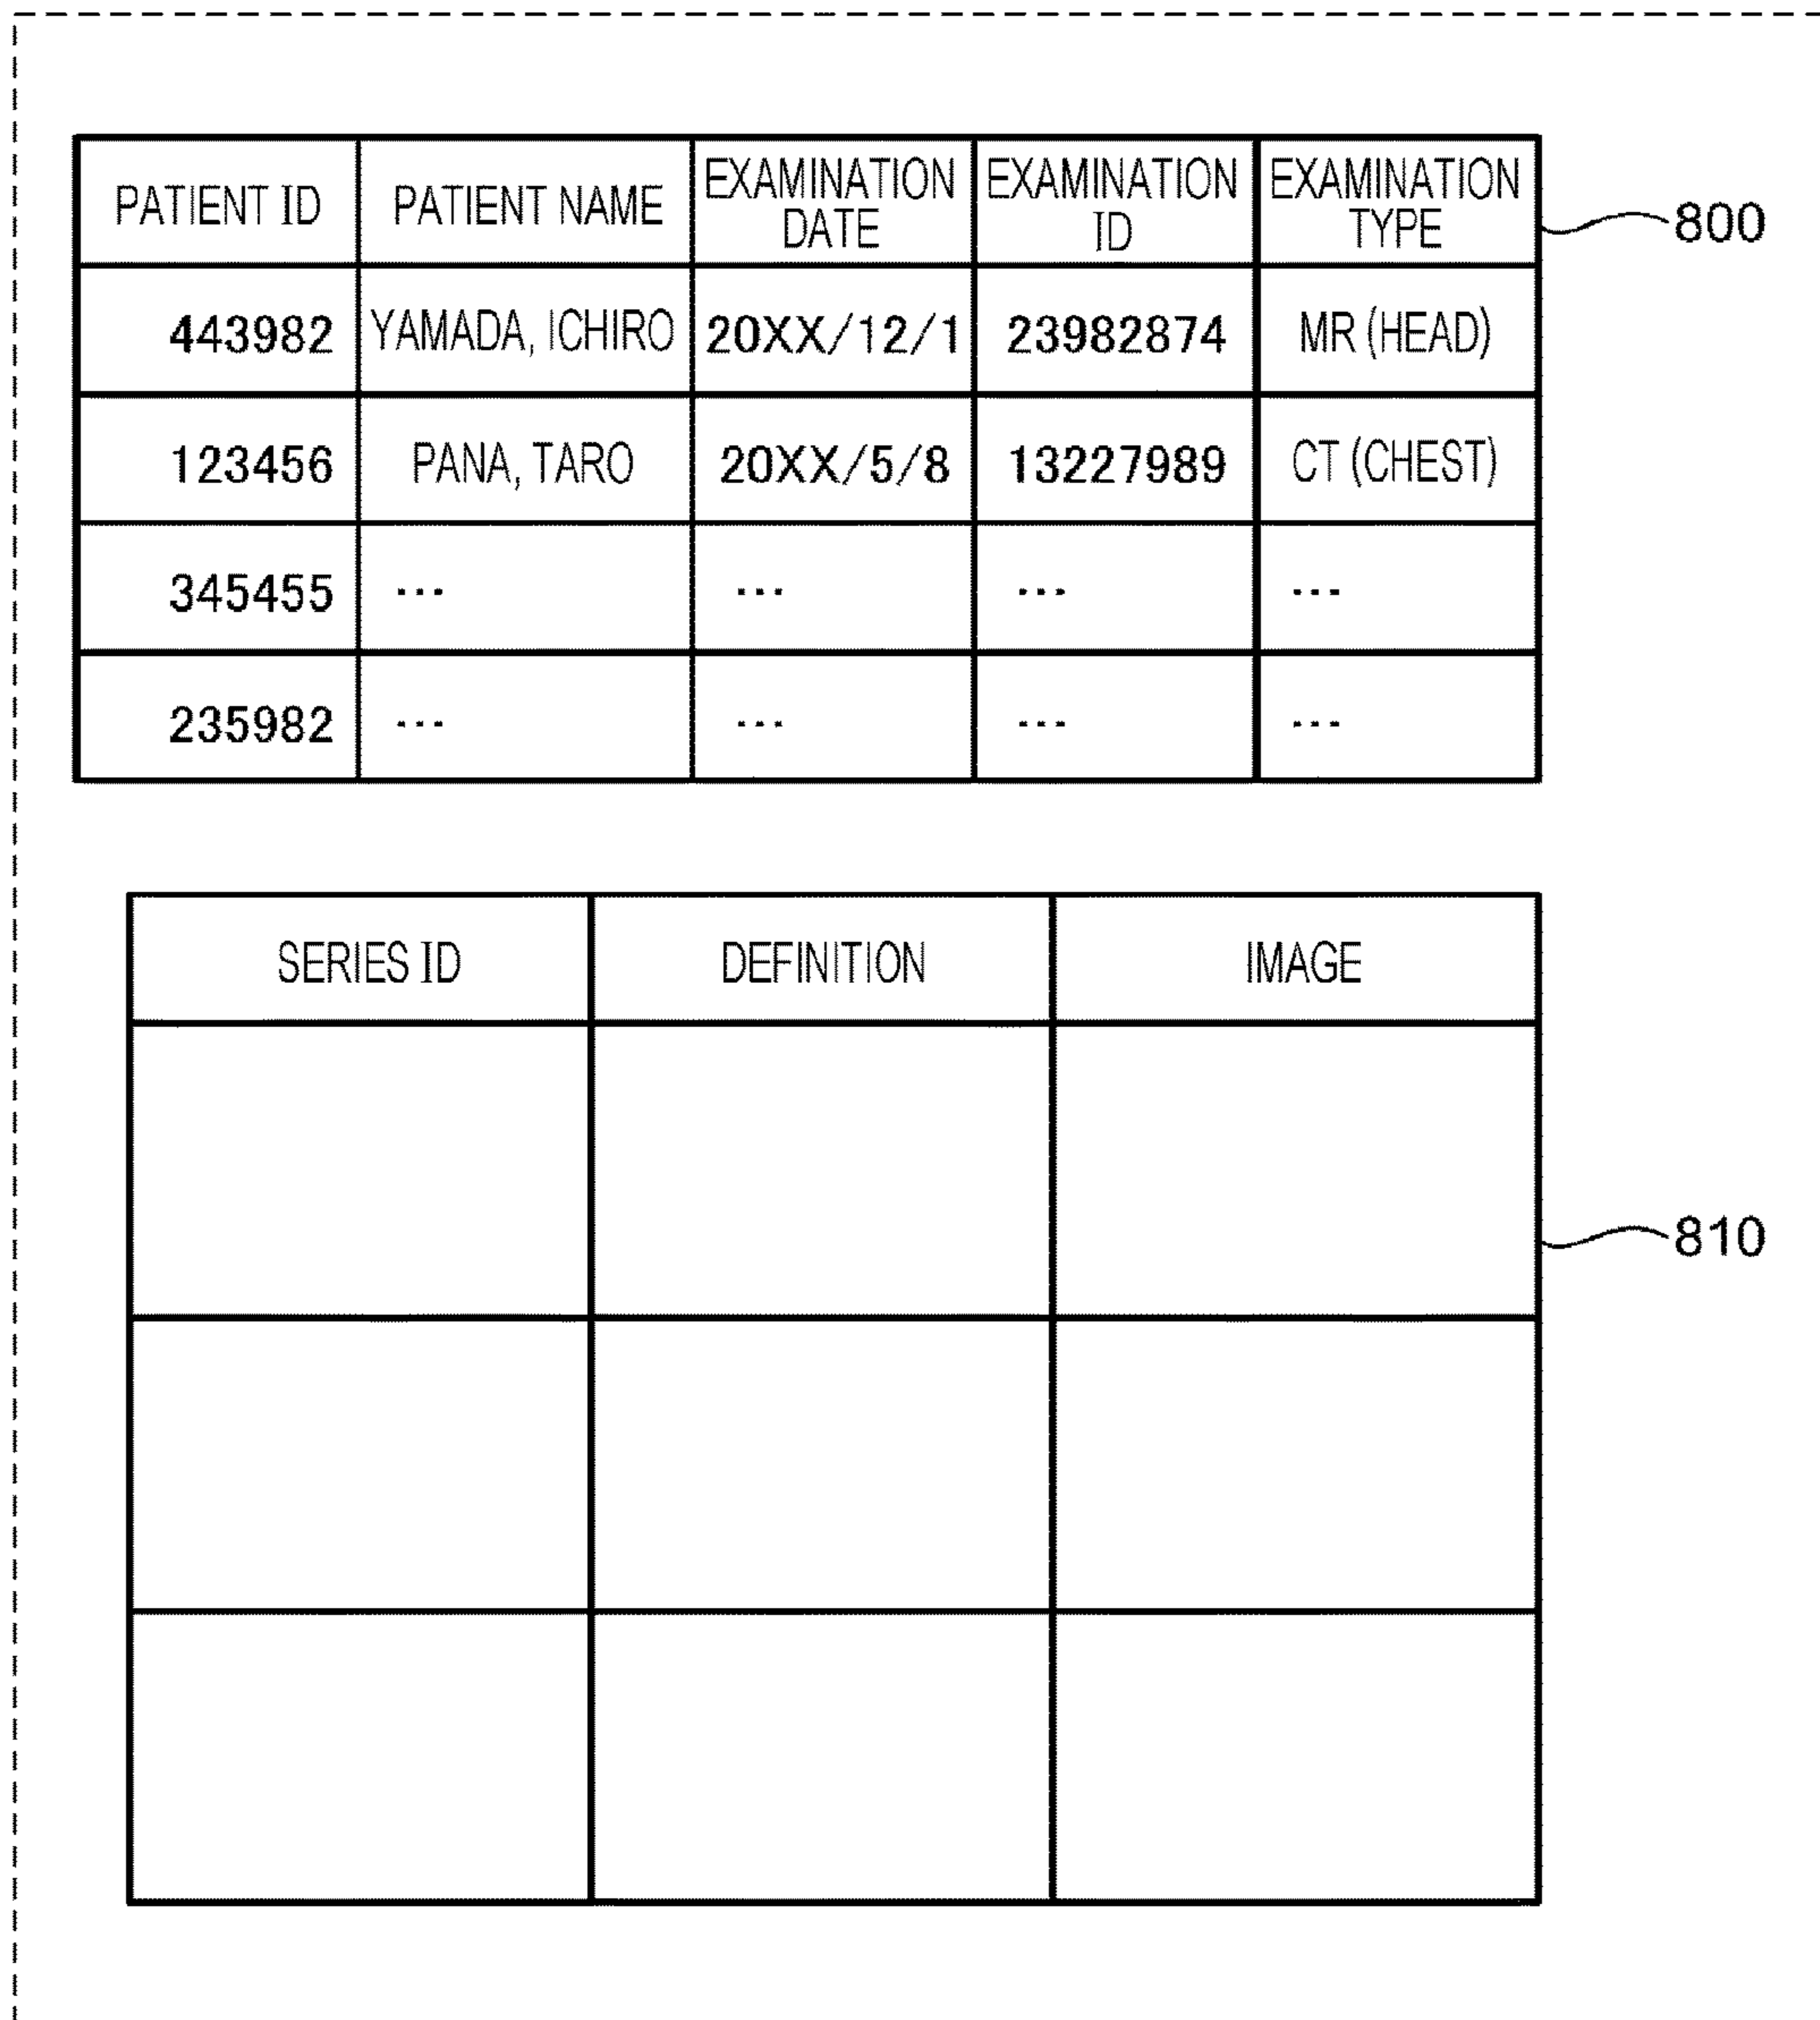 PATIENT ID PATIENT NAME EXAMINATION DATE EXAMINATION ID EXAMINATION TYPE
800
443982 YAMADA, ICHIRO 20XX/12/1 23982874 MR (HEAD)
123456 PANA, TARO 20XX/5/8 13227989 CT (CHEST)
345455 ... ... ... ...
235982 ... ... ... ...
SERIES ID DEFINITION IMAGE
810